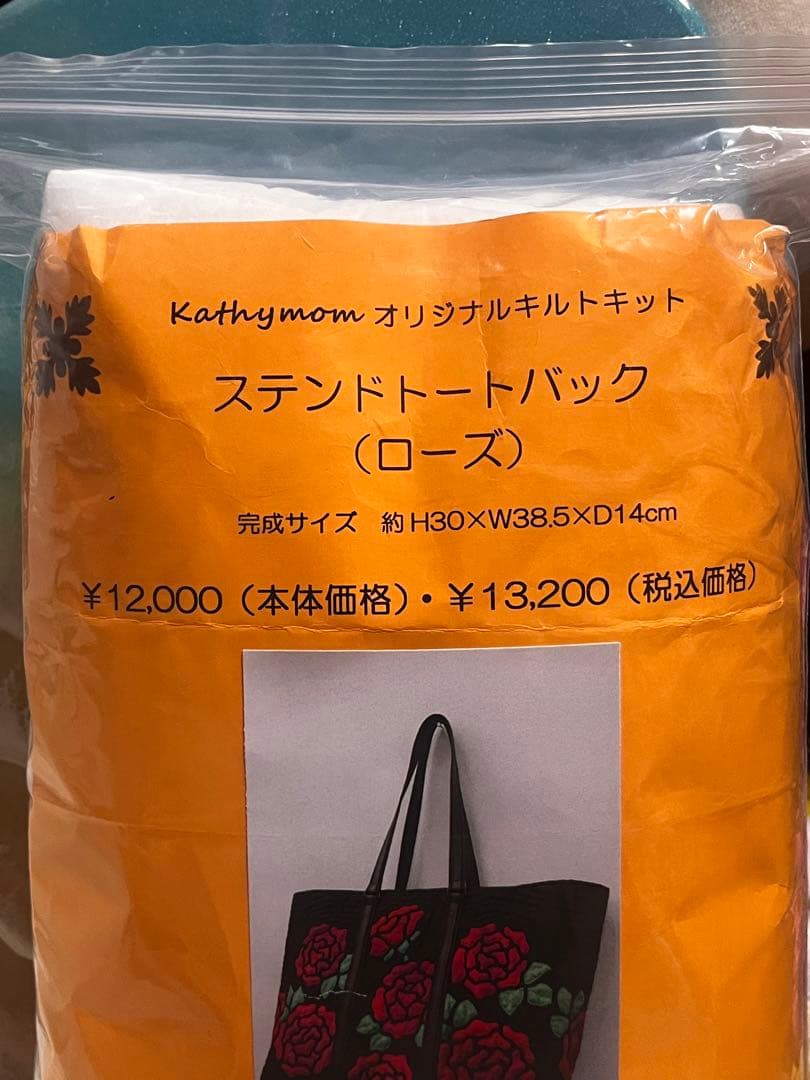 Kathymom オリジナルキルトキット
ステンドトートバック
（ローズ）
完成サイズ　約 H30×W38.5×D14cm
￥12,000（本体価格）・￥13,200（税込価格）